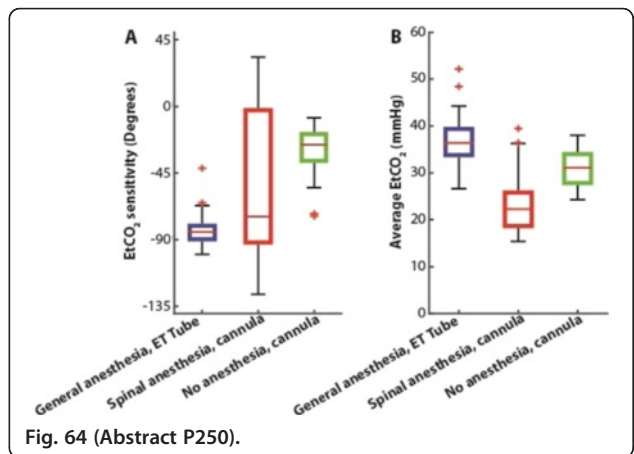 A
EtCO2 sensitivity (Degrees)
45
0
-45
-90
-135
General anesthesia, ET Tube
Spinal anesthesia, cannula
No anesthesia, cannula
B
Average EtCO2 (mmHg)
60
50
40
30
20
10
0
General anesthesia, ET Tube
Spinal anesthesia, cannula
No anesthesia, cannula
Fig. 64 (Abstract P250).